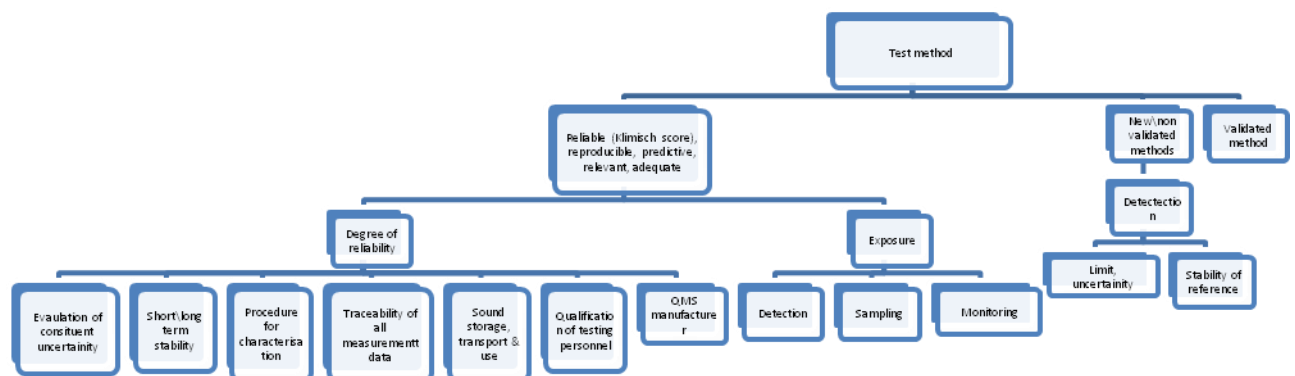 Test method
Reliable (Klimisch score),
reproducible, predictive,
relevant, adequate
New\non
validated
methods
Validated
method
Degree of
reliability
Exposure
Detectectio
n
Evaulation of
consituent
uncertainity
Short\long
term
stability
Procedure
for
characterisa
tion
Traceability of
all
measurementt
data
Sound
storage,
transport &
use
Qualificatio
n of testing
personnel
QMS
manufacture
r
Detection
Sampling
Monitoring
Limit,
uncertainity
Stability of
reference